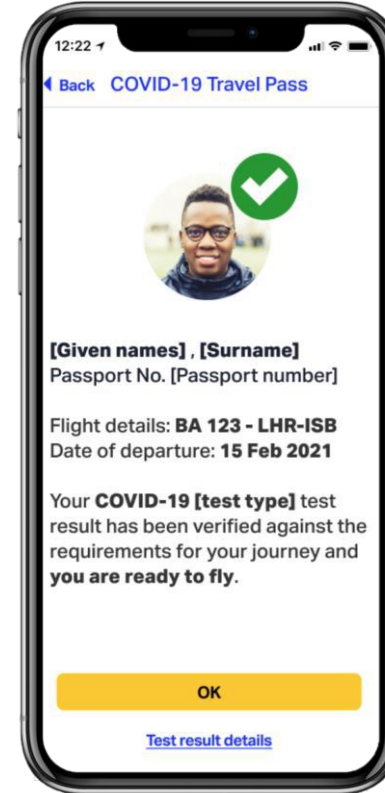 12:22
Back COVID-19 Travel Pass
[Given names] , [Surname]
Passport No. [Passport number]
Flight details: BA 123 - LHR-ISB
Date of departure: 15 Feb 2021
Your COVID-19 [test type] test
result has been verified against the
requirements for your journey and
you are ready to fly.
OK
Test result details